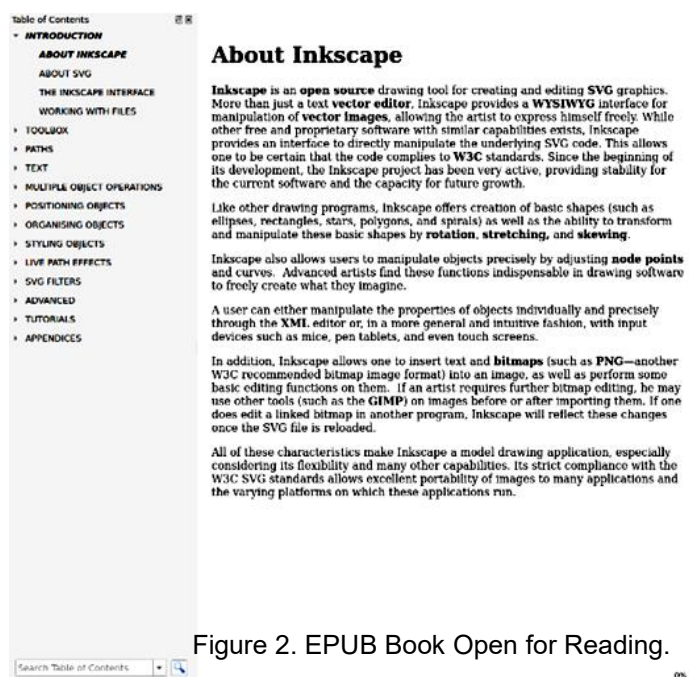 Table of Contents
INTRODUCTION
ABOUT INKSCAPE
ABOUT SVG
THE INKSCAPE INTERFACE
WORKING WITH FILES
TOOLBOX
PATHS
TEXT
MULTIPLE OBJECT OPERATIONS
POSITIONING OBJECTS
ORGANISING OBJECTS
STYLING OBJECTS
LIVE PATH EFFECTS
SVG FILTERS
ADVANCED
TUTORIALS
APPENDICES
Search Table of Contents
About Inkscape
Inkscape is an open source drawing tool for creating and editing SVG graphics.
More than just a text vector editor, Inkscape provides a WYSIWYG interface for
manipulation of vector images, allowing the artist to express himself freely. While
other free and proprietary software with similar capabilities exists, Inkscape
provides an interface to directly manipulate the underlying SVG code. This allows
one to be certain that the code complies to W3C standards. Since the beginning of
its development, the Inkscape project has been very active, providing stability for
the current software and the capacity for future growth.
Like other drawing programs, Inkscape offers creation of basic shapes (such as
ellipses, rectangles, stars, polygons, and spirals) as well as the ability to transform
and manipulate these basic shapes by rotation, stretching, and skewing.
Inkscape also allows users to manipulate objects precisely by adjusting node points
and curves. Advanced artists find these functions indispensable in drawing software
to freely create what they imagine.
A user can either manipulate the properties of objects individually and precisely
through the XML editor or, in a more general and intuitive fashion, with input
devices such as mice, pen tablets, and even touch screens.
In addition, Inkscape allows one to insert text and bitmaps (such as PNG—another
W3C recommended bitmap image format) into an image, as well as perform some
basic editing functions on them. If an artist requires further bitmap editing, he may
use other tools (such as the GIMP) on images before or after importing them. If one
does edit a linked bitmap in another program, Inkscape will reflect these changes
once the SVG file is reloaded.
All of these characteristics make Inkscape a model drawing application, especially
considering its flexibility and many other capabilities. Its strict compliance with the
W3C SVG standards allows excellent portability of images to many applications and
the varying platforms on which these applications run.
Figure 2. EPUB Book Open for Reading.
0%